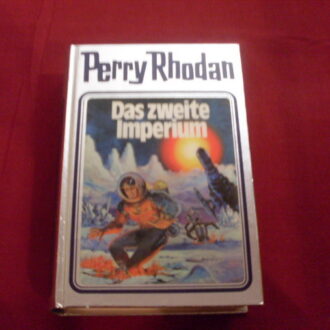 Perry Rhodan
Das zweite
Imperium